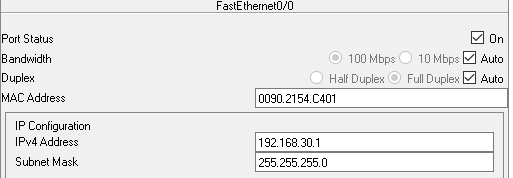 FastEthernet0/0
Port Status On
Bandwidth 100 Mbps 10 Mbps Auto
Duplex Half Duplex Full Duplex Auto
MAC Address 0090.2154.C401
IP Configuration
IPv4 Address 192.168.30.1
Subnet Mask 255.255.255.0